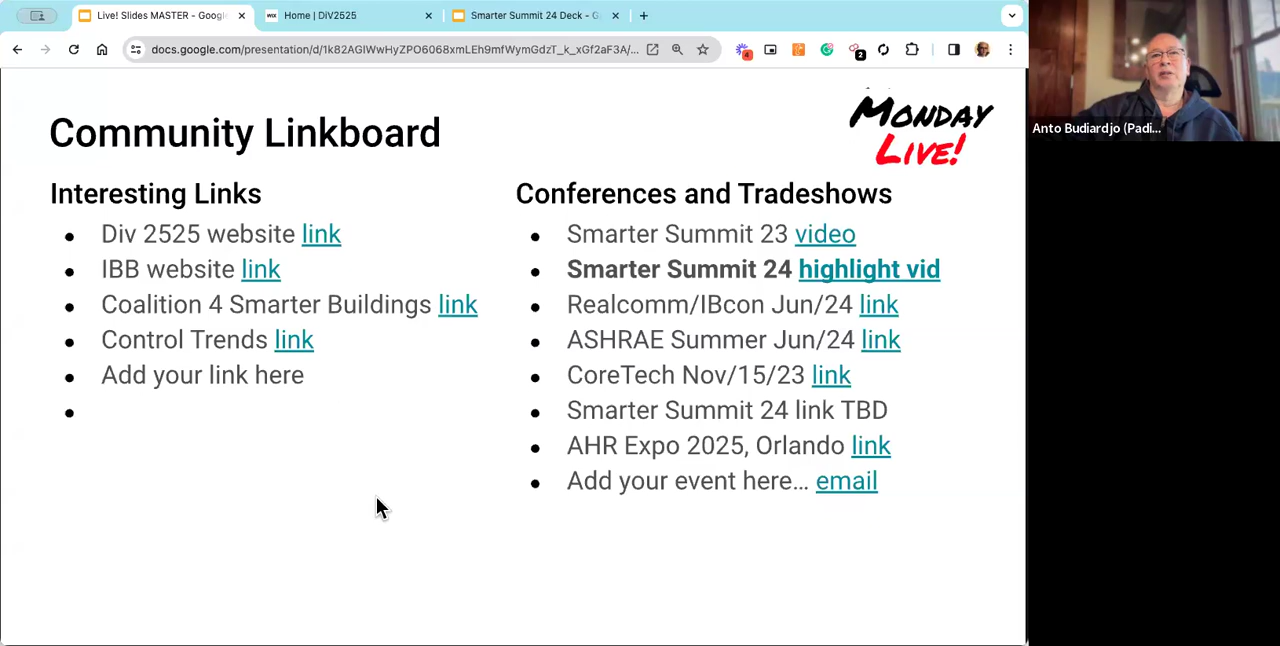 Live! Slides MASTER - Google
Home | DiV2525
Smarter Summit 24 Deck - G
docs.google.com/presentation/d/1k82AGlWwHyZPO6068xmLEh9mfWymGdzT_k_xGf2aF3A/...
4
2
Community Linkboard
Monday
Live!
Interesting Links
Div 2525 website link
IBB website link
Coalition 4 Smarter Buildings link
Control Trends link
Add your link here
Conferences and Tradeshows
Smarter Summit 23 video
Smarter Summit 24 highlight vid
Realcomm/IBcon Jun/24 link
ASHRAE Summer Jun/24 link
CoreTech Nov/15/23 link
Smarter Summit 24 link TBD
AHR Expo 2025, Orlando link
Add your event here... email
Anto Budiardjo (Padi...